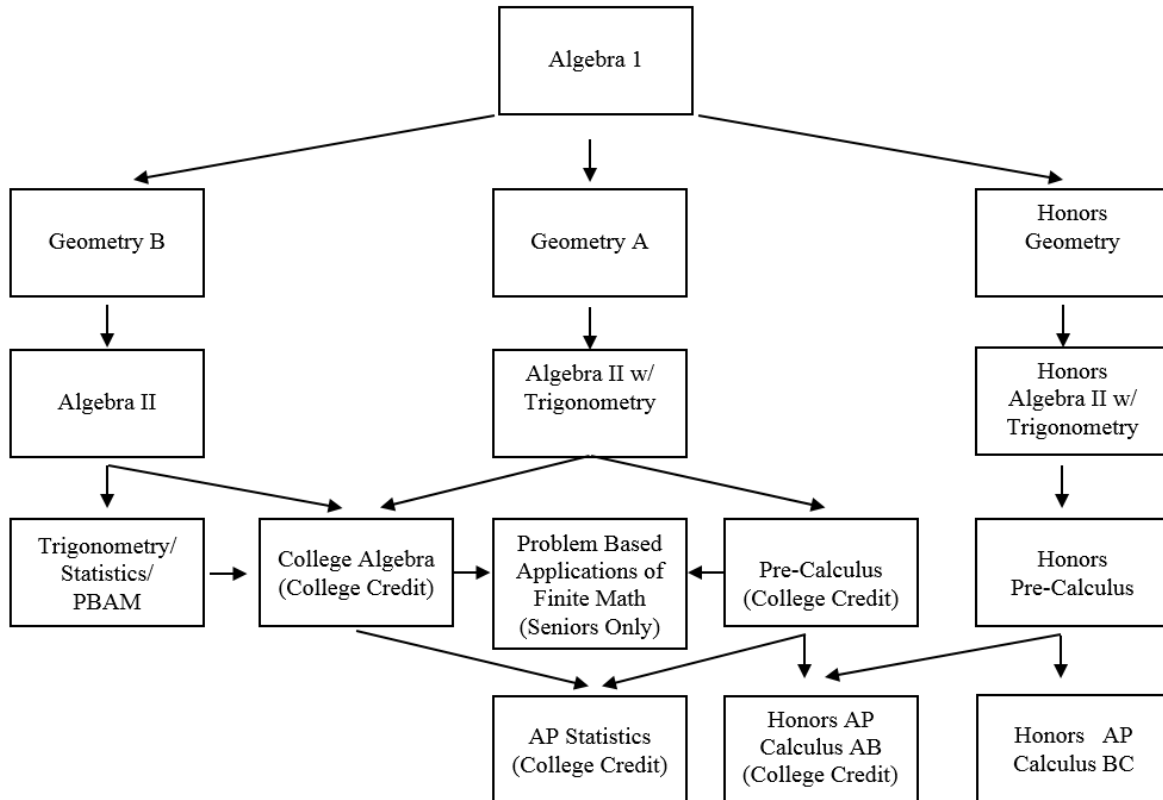 Algebra 1
Geometry B
Geometry A
Honors
Geometry
Algebra II
Algebra II w/
Trigonometry
Honors
Algebra II w/
Trigonometry
Trigonometry/
Statistics/
PBAM
College Algebra
(College Credit)
Problem Based
Applications of
Finite Math
(Seniors Only)
Pre-Calculus
(College Credit)
Honors
Pre-Calculus
AP Statistics
(College Credit)
Honors AP
Calculus AB
(College Credit)
Honors AP
Calculus BC